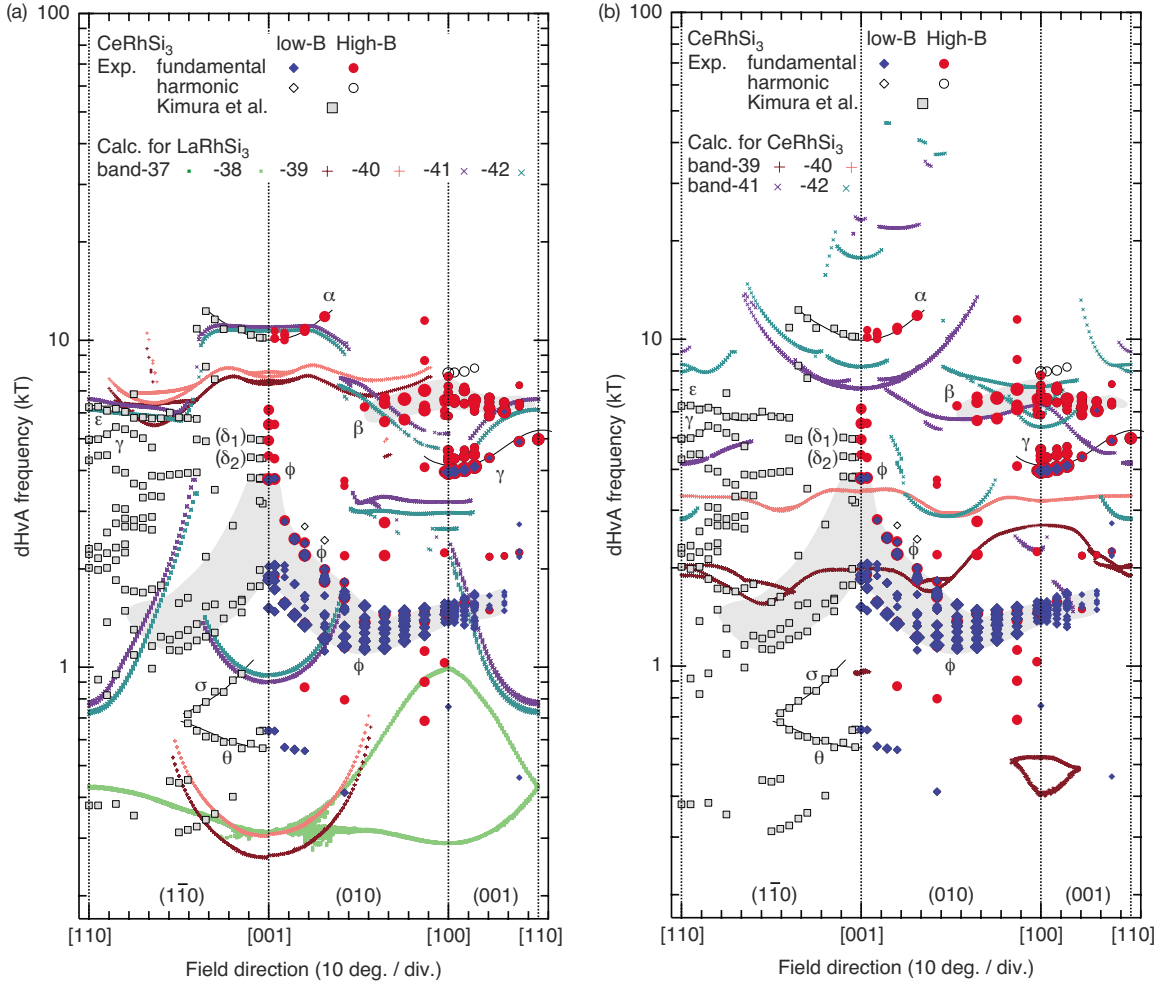 (a)
100
CeRhSi3
low-B High-B
Exp. fundamental
harmonic
Kimura et al.
Calc. for LaRhSi3
band-37 -38 -39 -40 -41 -42
10
1
dHvA frequency (kT)
α
ε
γ
β
(δ1)
(δ2)
ϕ
γ
ϕ
ϕ
σ
θ
(11̅0) (010) (001)
[110] [001] [100] [110]
Field direction (10 deg. / div.)
(b)
100
CeRhSi3
low-B High-B
Exp. fundamental
harmonic
Kimura et al.
Calc. for CeRhSi3
band-39 -40
band-41 -42
10
1
dHvA frequency (kT)
α
ε
γ
β
(δ1)
(δ2)
ϕ
γ
ϕ
ϕ
σ
θ
(11̅0) (010) (001)
[110] [001] [100] [110]
Field direction (10 deg. / div.)